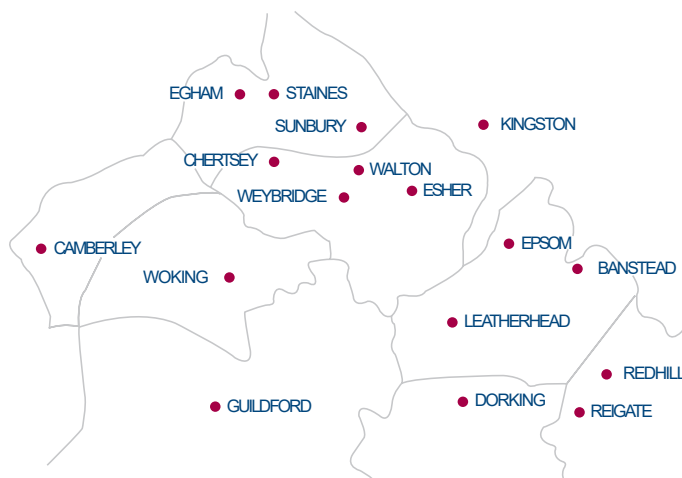 EGHAM
STAINES
SUNBURY
KINGSTON
CHERTSEY
WALTON
WEYBRIDGE
ESHER
CAMBERLEY
EPSOM
WOKING
BANSTEAD
LEATHERHEAD
REDHILL
GUILDFORD
DORKING
REIGATE